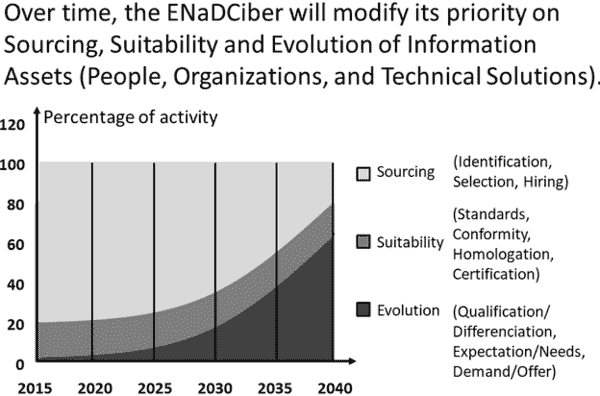 Over time, the ENaDCiber will modify its priority on
Sourcing, Suitability and Evolution of Information
Assets (People, Organizations, and Technical Solutions).
Percentage of activity
120
100
80
60
40
20
0
2015 2020 2025 2030 2035 2040
Sourcing
(Identification,
Selection, Hiring)
Suitability
(Standards,
Conformity,
Homologation,
Certification)
Evolution
(Qualification/
Differenciation,
Expectation/Needs,
Demand/Offer)